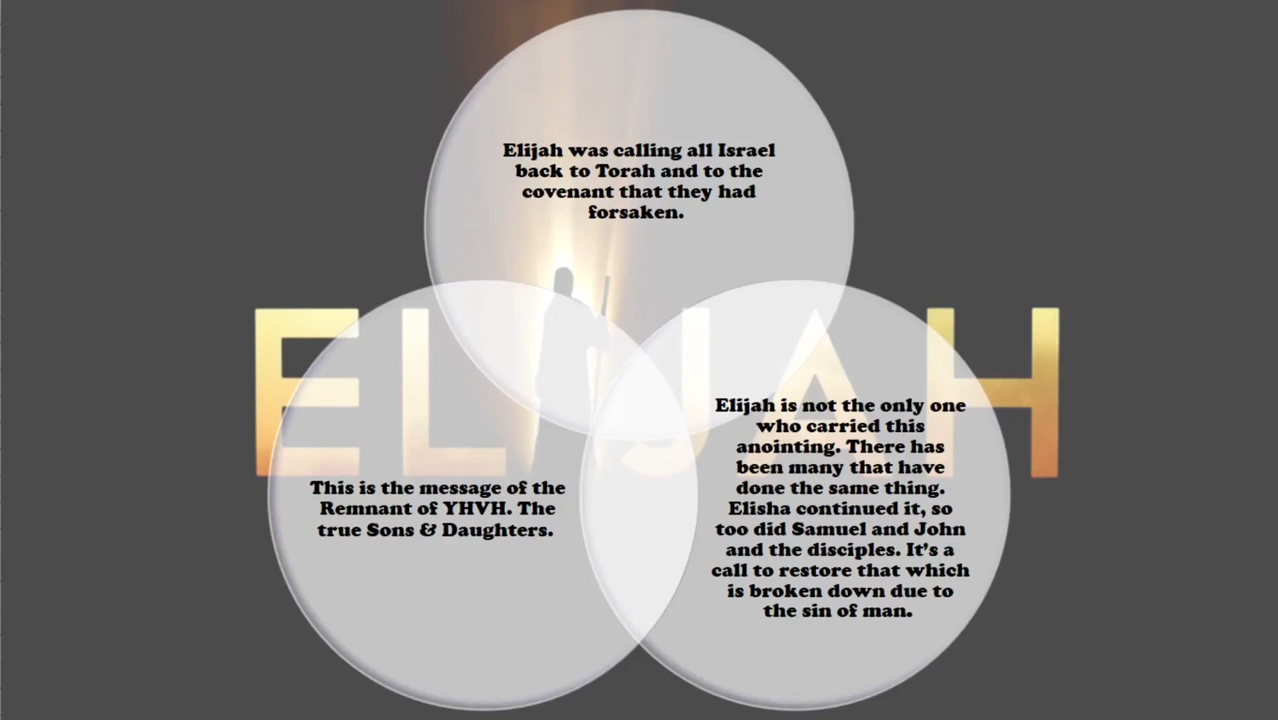 Elijah was calling all Israel
back to Torah and to the
covenant that they had
forsaken.
ELIJAH
This is the message of the
Remnant of YHVH. The
true Sons & Daughters.
Elijah is not the only one
who carried this
anointing. There has
been many that have
done the same thing.
Elisha continued it, so
too did Samuel and John
and the disciples. It's a
call to restore that which
is broken down due to
the sin of man.